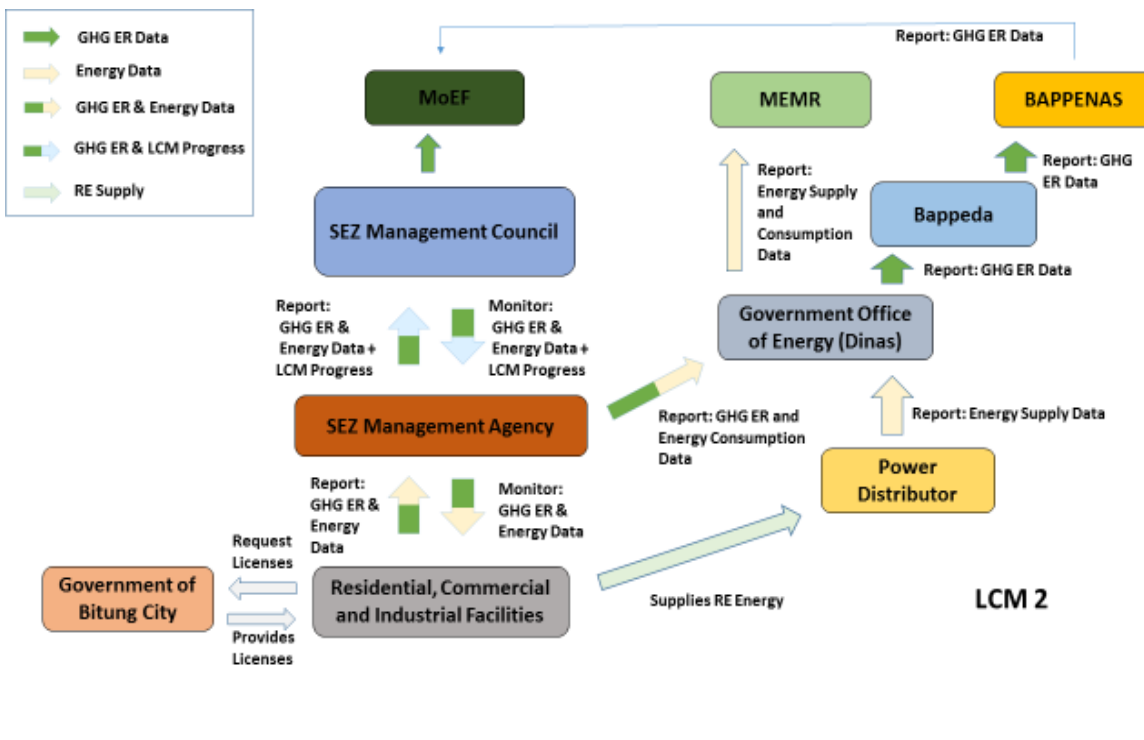 GHG ER Data
Energy Data
GHG ER & Energy Data
GHG ER & LCM Progress
RE Supply
Report: GHG ER Data
MoEF
MEMR
BAPPENAS
Report:
Energy Supply
and
Consumption
Data
Report: GHG
ER Data
SEZ Management Council
Bappeda
Report: GHG ER Data
Report:
GHG ER &
Energy Data +
LCM Progress
Monitor:
GHG ER &
Energy Data +
LCM Progress
Government Office
of Energy (Dinas)
SEZ Management Agency
Report: GHG ER and
Energy Consumption
Data
Report: Energy Supply Data
Power
Distributor
Report:
GHG ER &
Energy
Data
Monitor:
GHG ER &
Energy Data
Request
Licenses
Government of
Bitung City
Provides
Licenses
Residential, Commercial
and Industrial Facilities
Supplies RE Energy
LCM 2